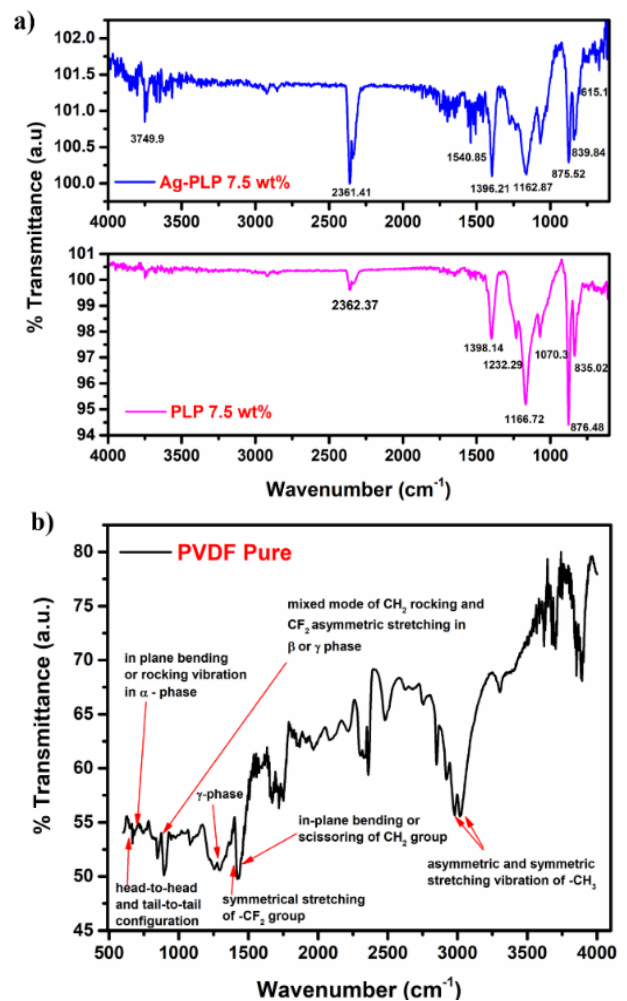 a)
102.0
101.5
101.0
100.5
100.0
% Transmittance (a.u)
3749.9
2361.41
1540.85
1396.21
1162.87
875.52
839.84
615.1
Ag-PLP 7.5 wt%
4000 3500 3000 2500 2000 1500 1000
101
100
99
98
97
96
95
94
% Transmittance (a.u)
2362.37
1398.14
1232.29
1166.72
1070.3
876.48
835.02
PLP 7.5 wt%
4000 3500 3000 2500 2000 1500 1000
Wavenumber (cm⁻¹)
b)
80
75
70
65
60
55
50
45
% Transmittance (a.u.)
PVDF Pure
mixed mode of CH₂ rocking and
CF₂ asymmetric stretching in
β or γ phase
in plane bending
or rocking vibration
in α - phase
γ-phase
in-plane bending or
scissoring of CH₂ group
head-to-head
and tail-to-tail
configuration
symmetrical stretching
of -CF₂ group
asymmetric and symmetric
stretching vibration of -CH₃
500 1000 1500 2000 2500 3000 3500 4000
Wavenumber (cm⁻¹)